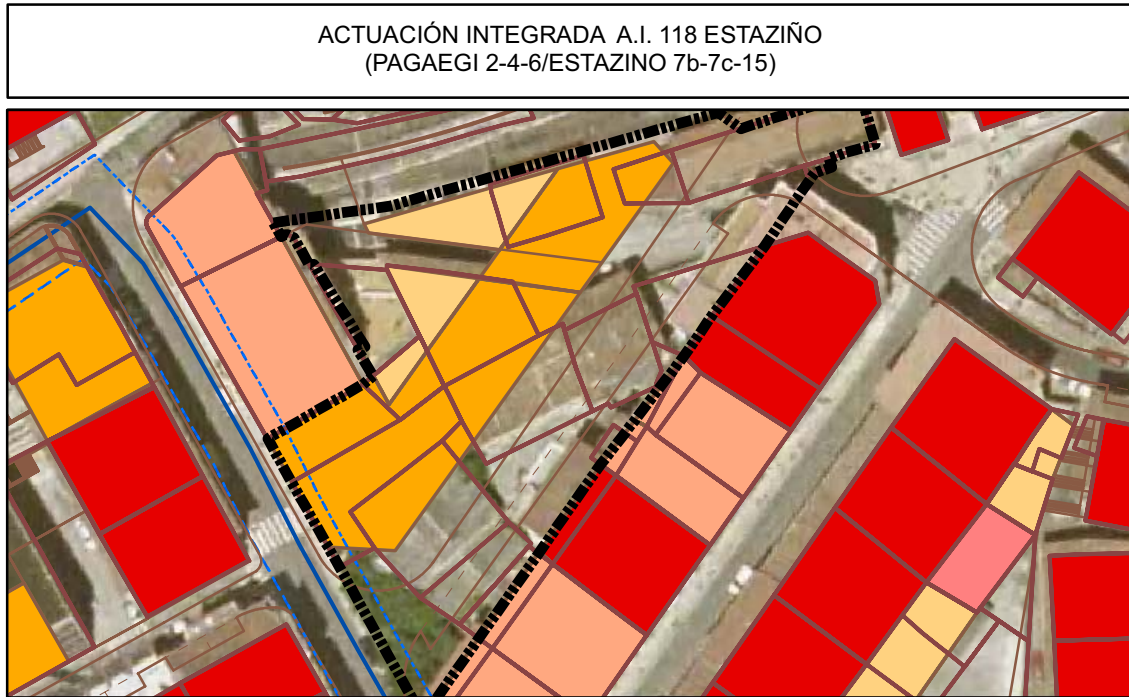 ACTUACIÓN INTEGRADA A.I. 118 ESTAZIÑO
(PAGAEGI 2-4-6/ESTAZINO 7b-7c-15)